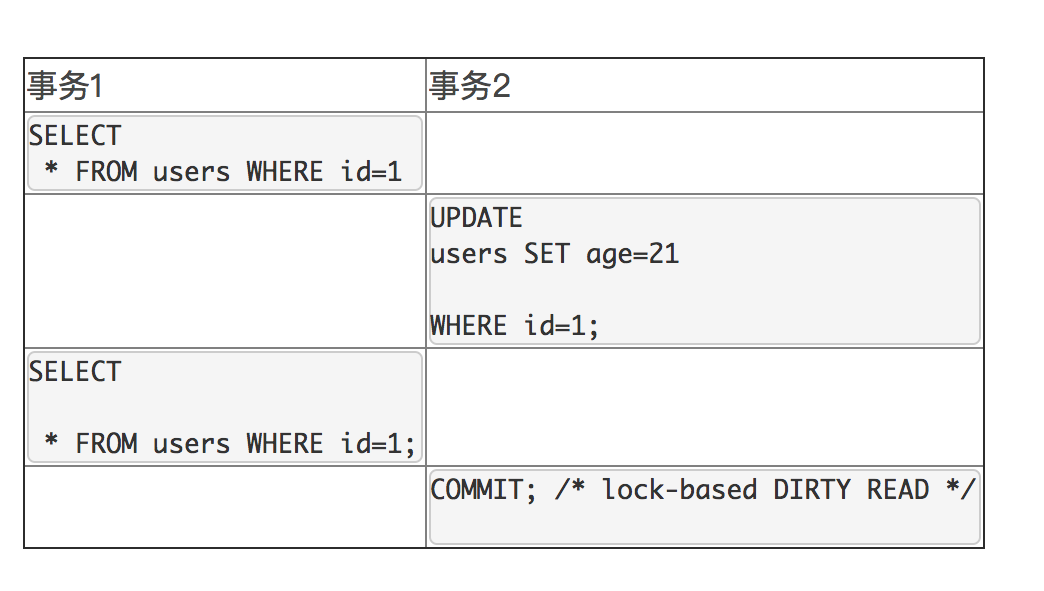 事务1
事务2
SELECT
* FROM users WHERE id=1
UPDATE
users SET age=21
WHERE id=1;
SELECT
* FROM users WHERE id=1;
COMMIT; /* lock-based DIRTY READ */